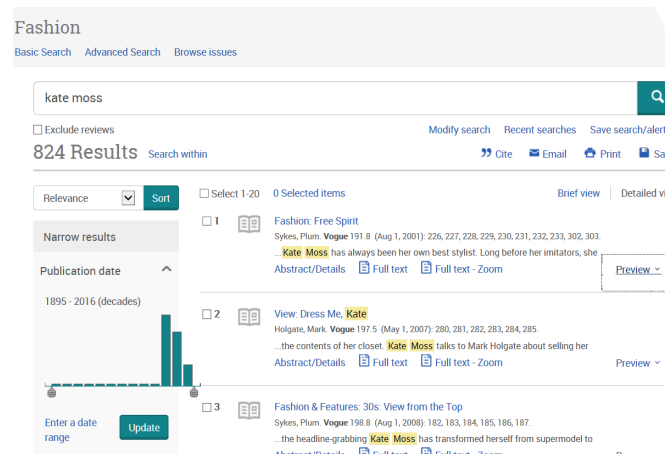 Fashion
Basic Search Advanced Search Browse issues
kate moss
Exclude reviews
Modify search Recent searches Save search/alert
824 Results Search within
Cite Email Print Sa
Relevance Sort
Select 1-20 0 Selected items Brief view Detailed vi
Narrow results
Publication date
1895 - 2016 (decades)
Enter a date range
Update
1 Fashion: Free Spirit
Sykes, Plum. Vogue 191.8 (Aug 1, 2001): 226, 227, 228, 229, 230, 231, 232, 233, 302, 303.
...Kate Moss has always been her own best stylist. Long before her imitators, she
Abstract/Details Full text Full text - Zoom Preview
2 View: Dress Me, Kate
Holgate, Mark. Vogue 197.5 (May 1, 2007): 280, 281, 282, 283, 284, 285.
...the contents of her closet. Kate Moss talks to Mark Holgate about selling her
Abstract/Details Full text Full text - Zoom Preview
3 Fashion & Features: 30s: View from the Top
Sykes, Plum. Vogue 198.8 (Aug 1, 2008): 182, 183, 184, 185, 186, 187.
...the headline-grabbing Kate Moss has transformed herself from supermodel to
Abstract/Details Full text Full text - Zoom